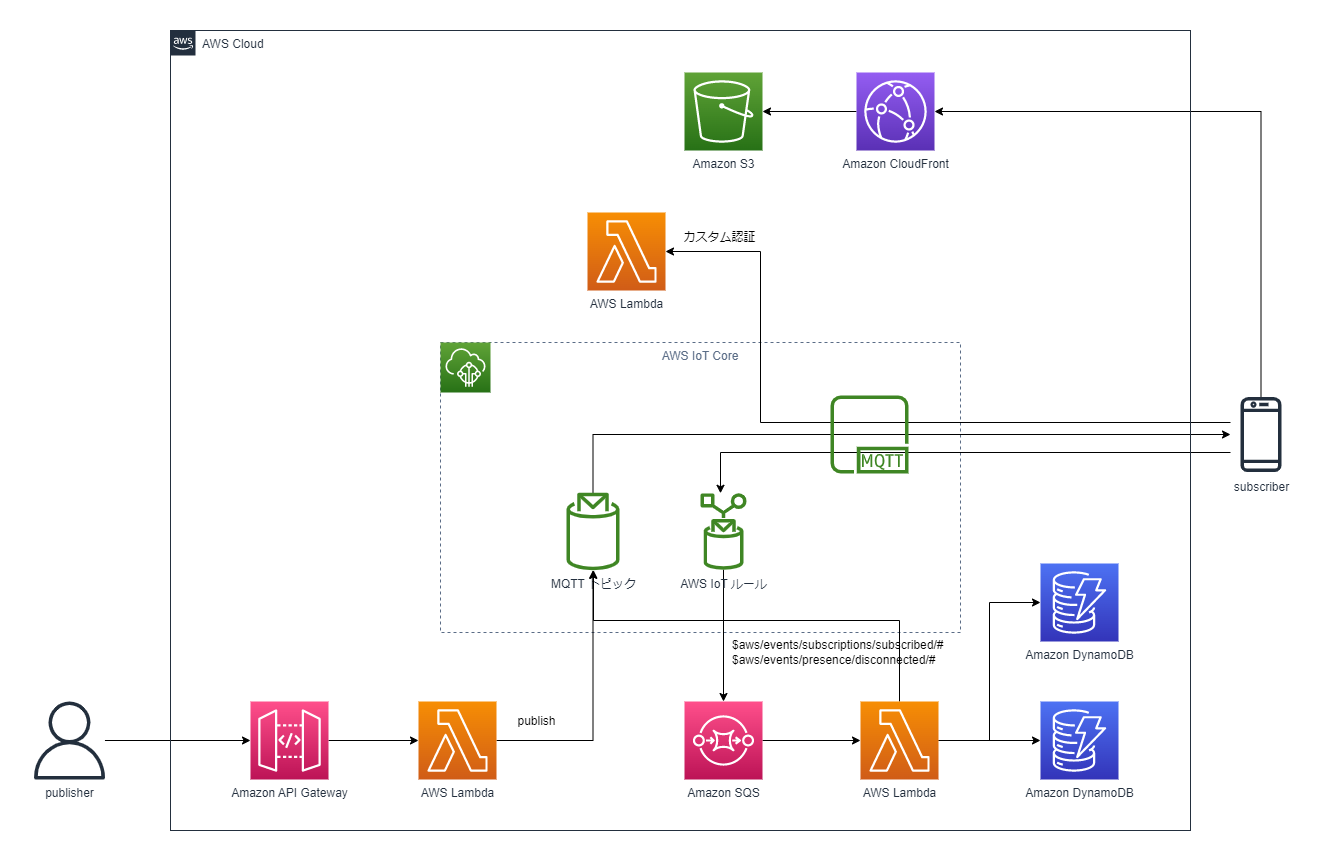 aws
AWS Cloud
Amazon S3
Amazon CloudFront
カスタム認証
AWS Lambda
AWS IoT Core
MQTT
subscriber
MQTT トピック
AWS IoT ルール
$aws/events/subscriptions/subscribed/#
$aws/events/presence/disconnected/#
Amazon DynamoDB
publish
publisher
Amazon API Gateway
AWS Lambda
Amazon SQS
AWS Lambda
Amazon DynamoDB